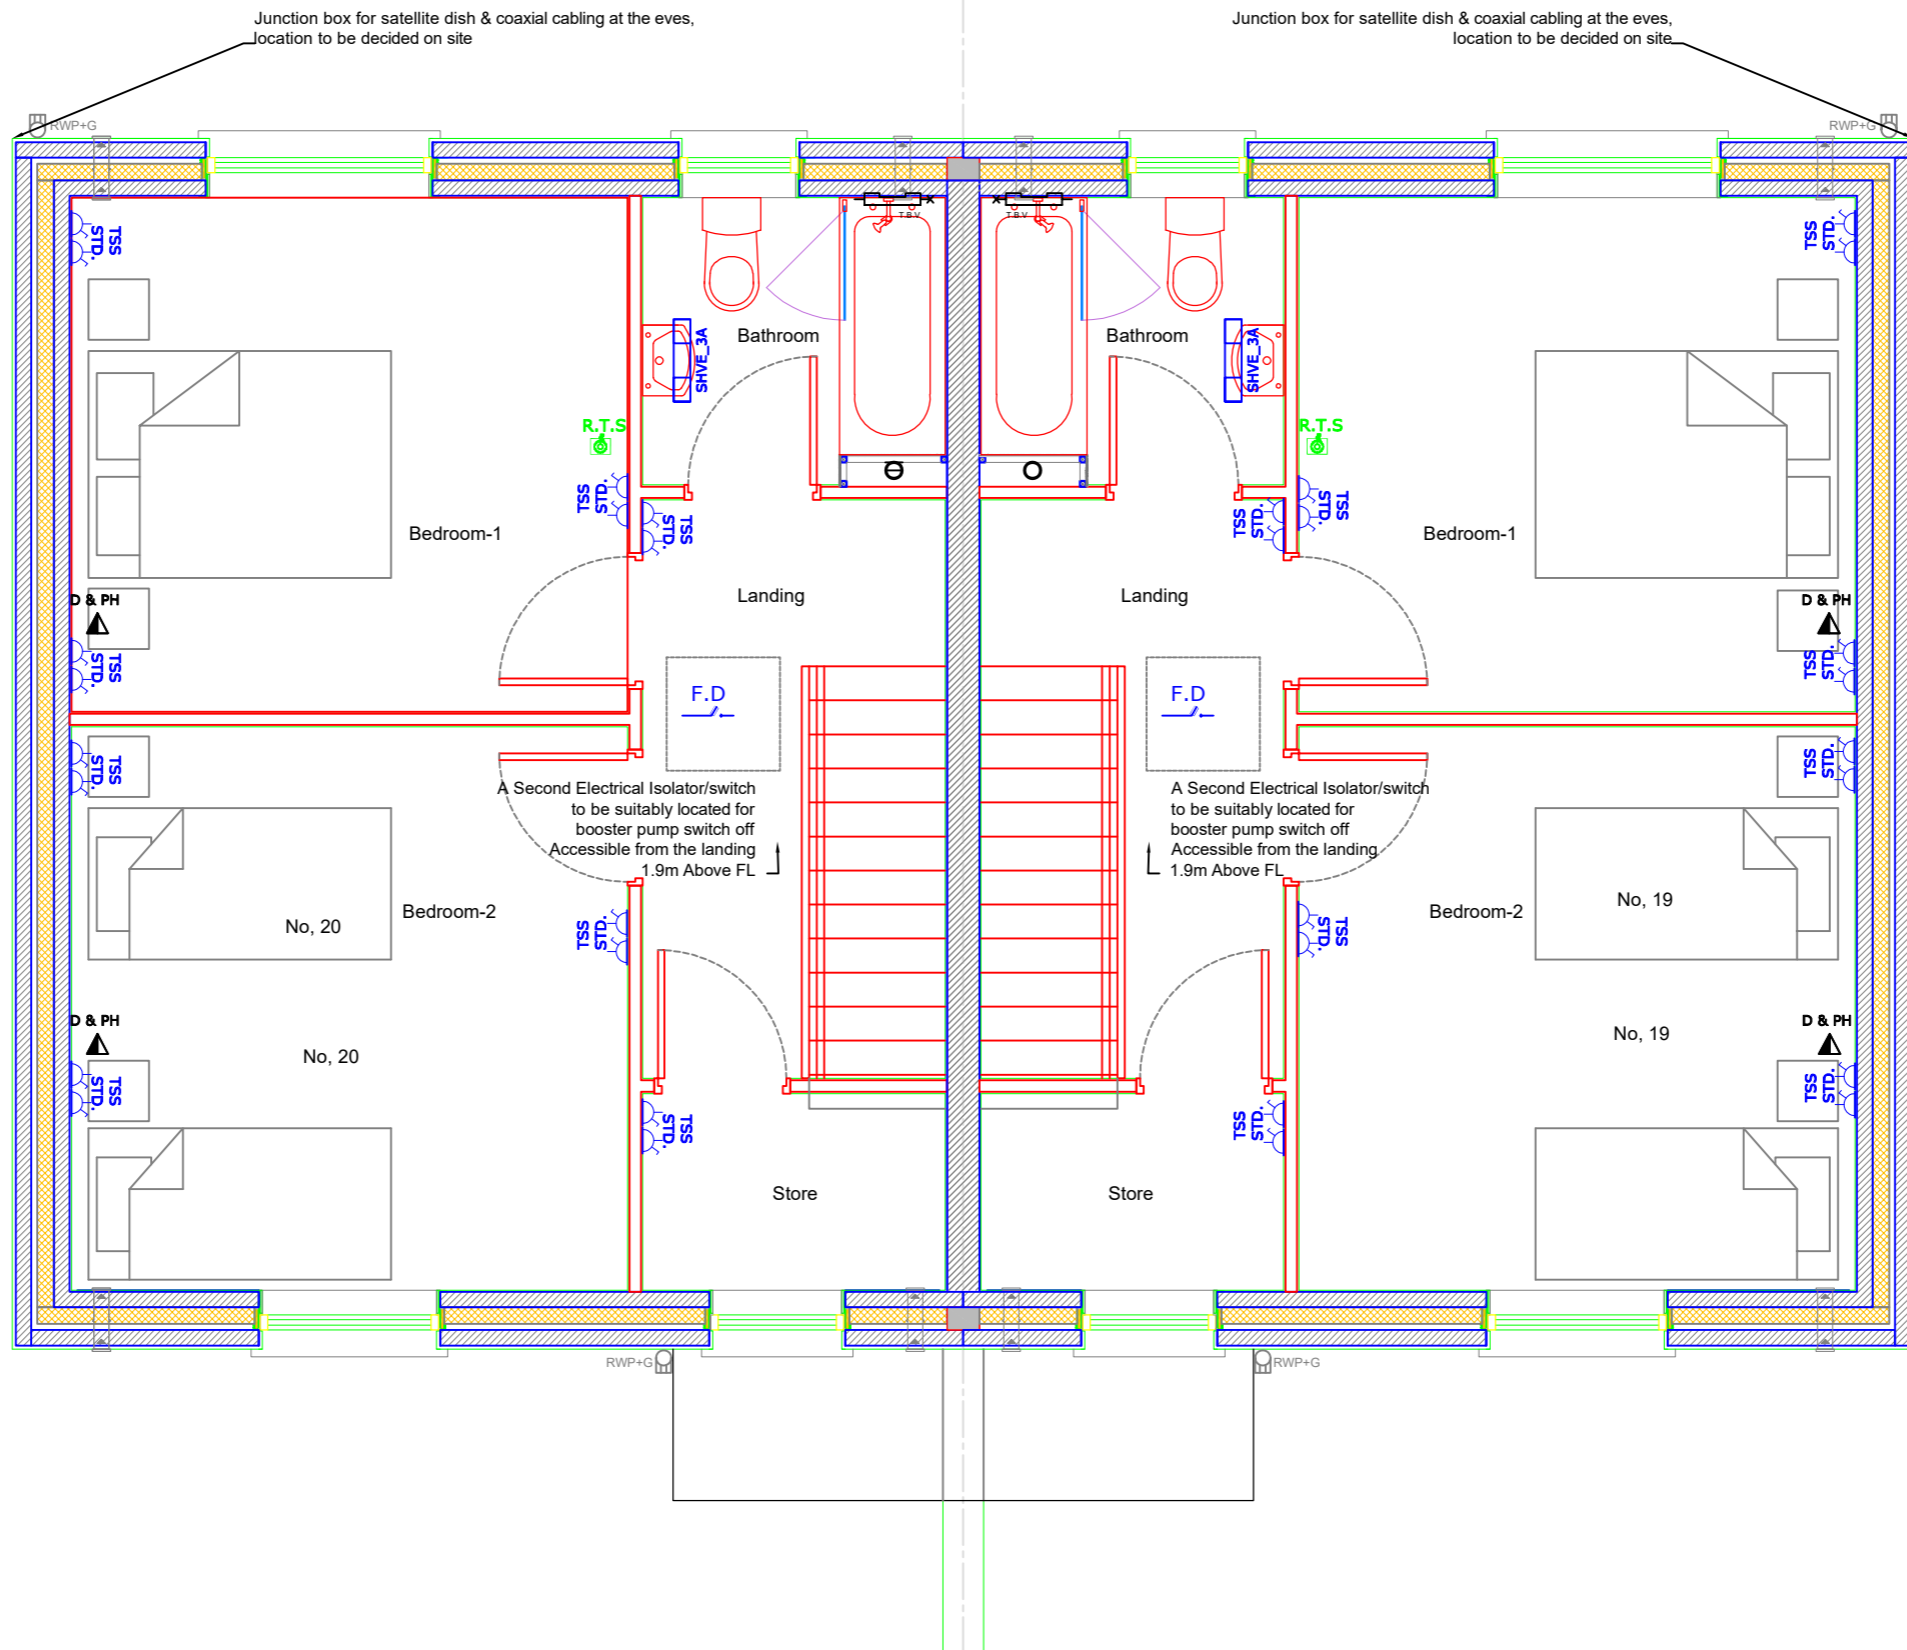 Junction box for satellite dish & coaxial cabling at the eves,
location to be decided on site
Junction box for satellite dish & coaxial cabling at the eves,
location to be decided on site
RWP+G
RWP+G
T.B.V
T.B.V
TSS
STD.
TSS
STD.
Bathroom
Bathroom
SHVE_3A
SHVE_3A
R.T.S
R.T.S
TSS
STD.
TSS
STD.
TSS
STD.
TSS
STD.
Bedroom-1
Bedroom-1
Landing
Landing
D & PH
D & PH
TSS
STD.
TSS
STD.
F.D
F.D
TSS
STD.
TSS
STD.
A Second Electrical Isolator/switch
to be suitably located for
booster pump switch off
Accessible from the landing
1.9m Above FL
A Second Electrical Isolator/switch
to be suitably located for
booster pump switch off
Accessible from the landing
1.9m Above FL
No, 20
Bedroom-2
TSS
STD.
TSS
STD.
Bedroom-2
No, 19
D & PH
D & PH
No, 20
No, 19
TSS
STD.
TSS
STD.
TSS
STD.
TSS
STD.
Store
Store
RWP+G
RWP+G